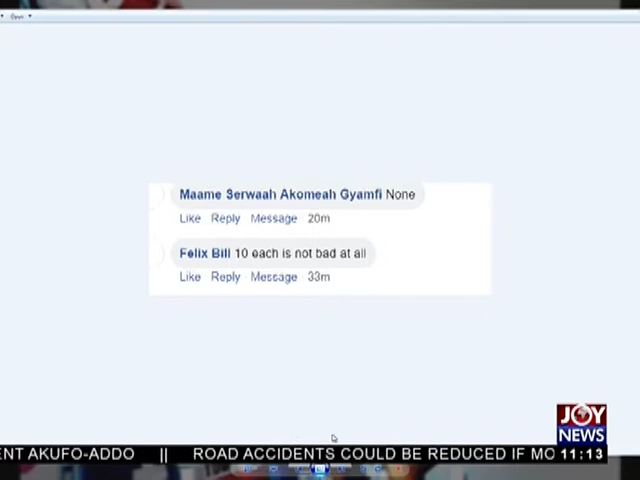 Open
Maame Serwaah Akomeah Gyamfi None
Like Reply Message 20m
Felix Bill 10 each is not bad at all
Like Reply Message 33m
JOY
NEWS
ENT AKUFO-ADDO || ROAD ACCIDENTS COULD BE REDUCED IF MO 11:13